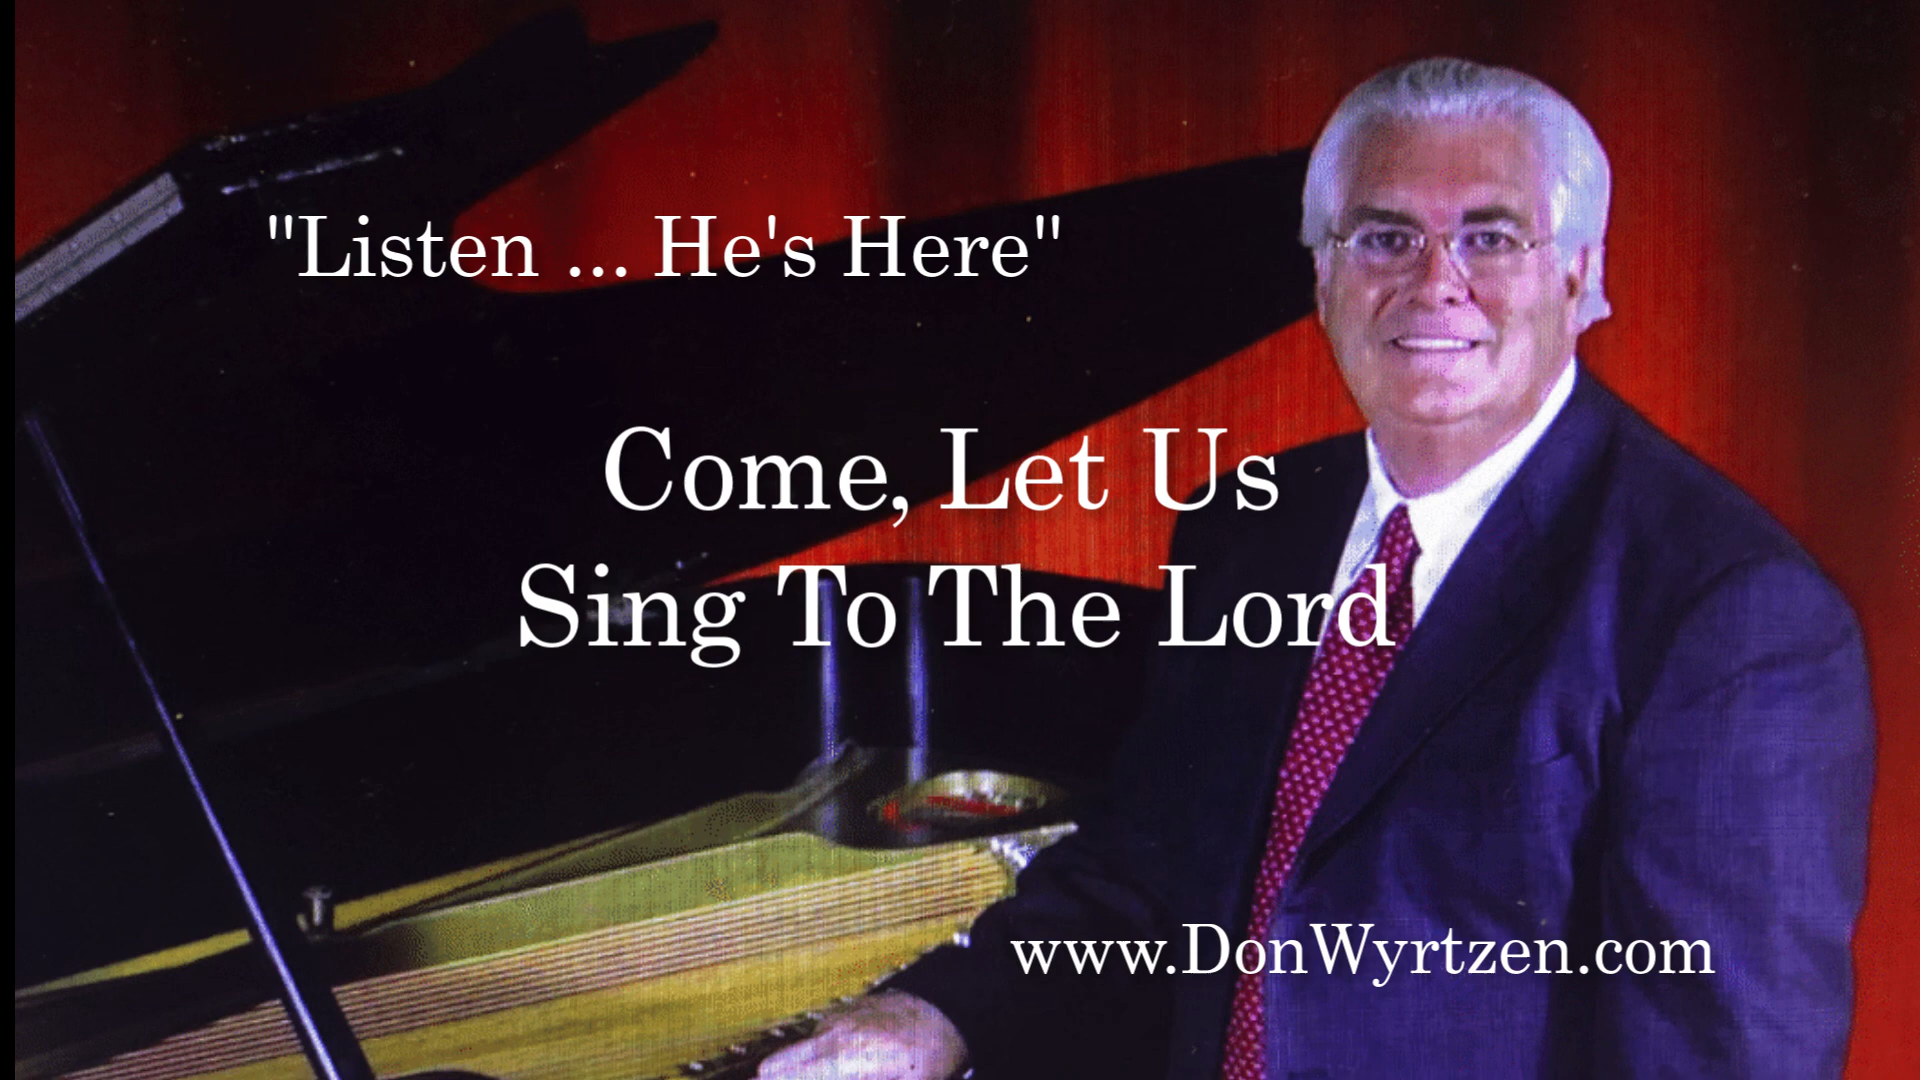 "Listen ... He's Here"
Come, Let Us
Sing To The Lord
www.DonWyrtzen.com